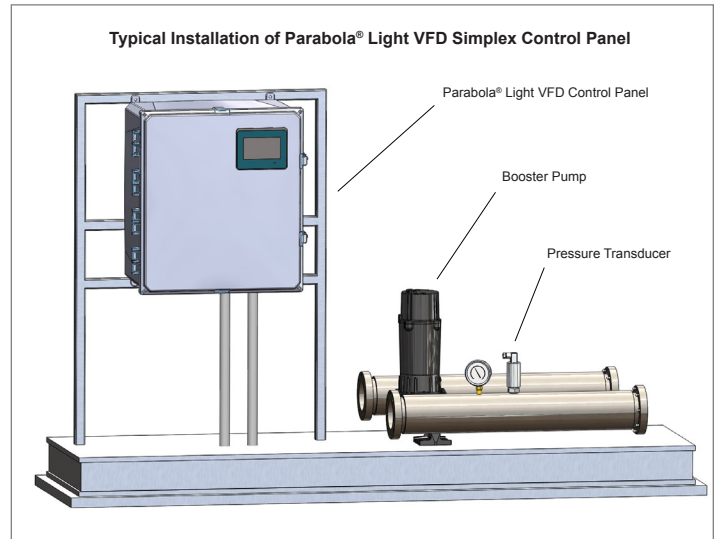 Typical Installation of Parabola® Light VFD Simplex Control Panel
Parabola® Light VFD Control Panel
Booster Pump
Pressure Transducer